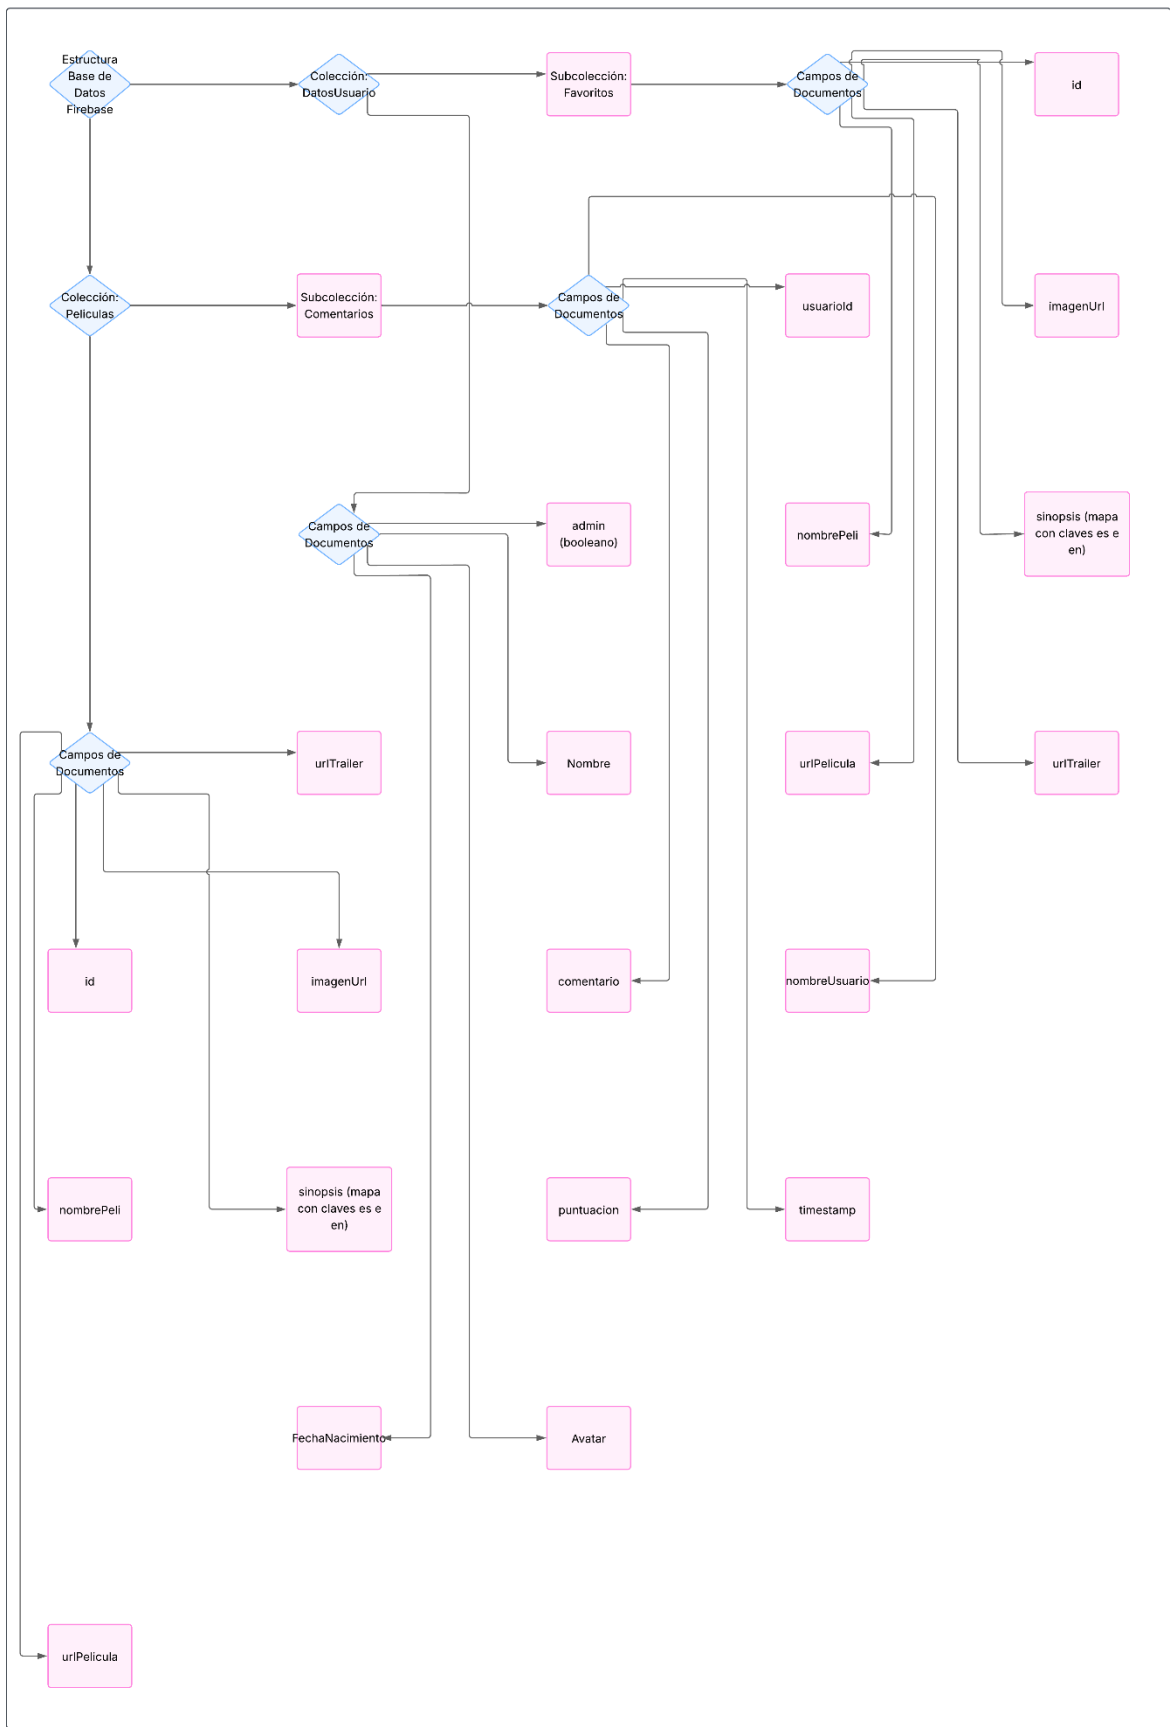 Estructura
Base de
Datos
Firebase
Colección:
DatosUsuario
Subcolección:
Favoritos
Campos de
Documentos
id
Colección:
Peliculas
Subcolección:
Comentarios
Campos de
Documentos
usuarioId
imagenUrl
Campos de
Documentos
admin
(booleano)
nombrePeli
sinopsis (mapa
con claves es e
en)
Campos de
Documentos
urlTrailer
Nombre
urlPelicula
urlTrailer
id
imagenUrl
comentario
nombreUsuario
nombrePeli
sinopsis (mapa
con claves es e
en)
puntuacion
timestamp
FechaNacimiento
Avatar
urlPelicula